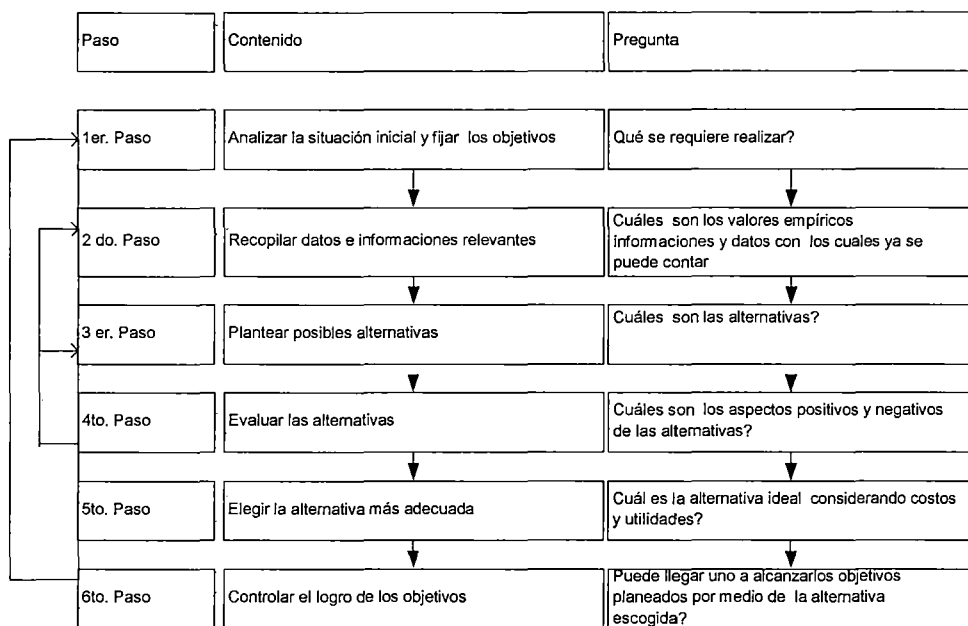 Paso
Contenido
Pregunta
1er. Paso
Analizar la situación inicial y fijar los objetivos
Qué se requiere realizar?
2 do. Paso
Recopilar datos e informaciones relevantes
Cuáles son los valores empíricos
informaciones y datos con los cuales ya se
puede contar
3 er. Paso
Plantear posibles alternativas
Cuáles son las alternativas?
4to. Paso
Evaluar las alternativas
Cuáles son los aspectos positivos y negativos
de las alternativas?
5to. Paso
Elegir la alternativa más adecuada
Cuál es la alternativa ideal considerando costos
y utilidades?
6to. Paso
Controlar el logro de los objetivos
Puede llegar uno a alcanzarlos objetivos
planeados por medio de la alternativa
escogida?